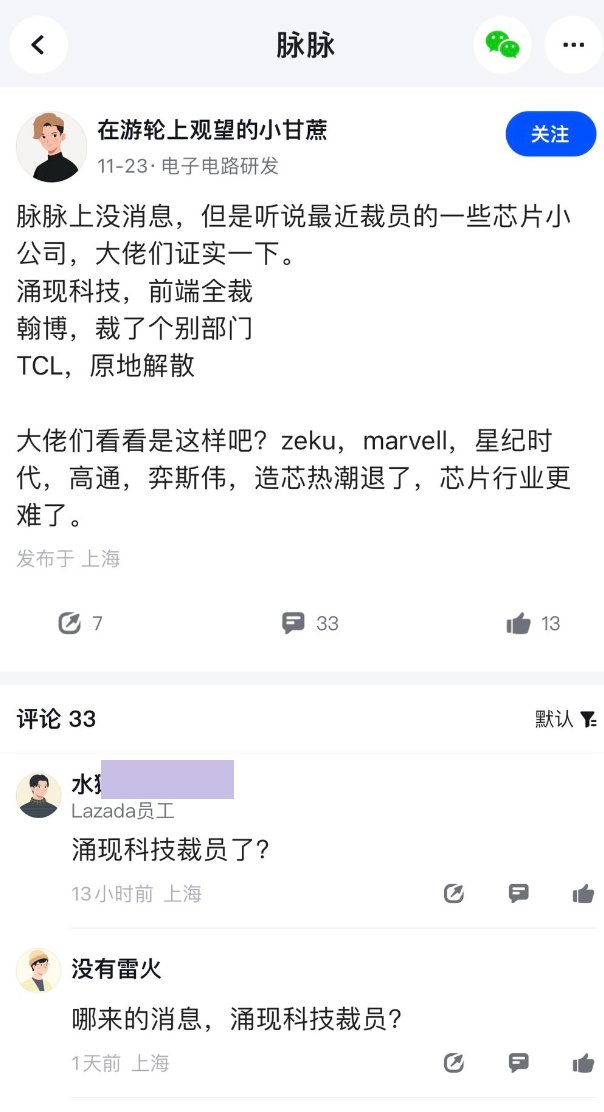 脉脉
在游轮上观望的小甘蔗
关注
11-23·电子电路研发
脉脉上没消息，但是听说最近裁员的一些芯片小
公司，大佬们证实一下。
涌现科技，前端全裁
翰博，裁了个别部门
TCL，原地解散
大佬们看看是这样吧？zeku，marvell，星纪时
代，高通，弈斯伟，造芯热潮退了，芯片行业更
难了。
发布于 上海
7
33
13
评论 33
默认
水
Lazada员工
涌现科技裁员了？
13小时前 上海
没有雷火
哪来的消息，涌现科技裁员？
1天前 上海